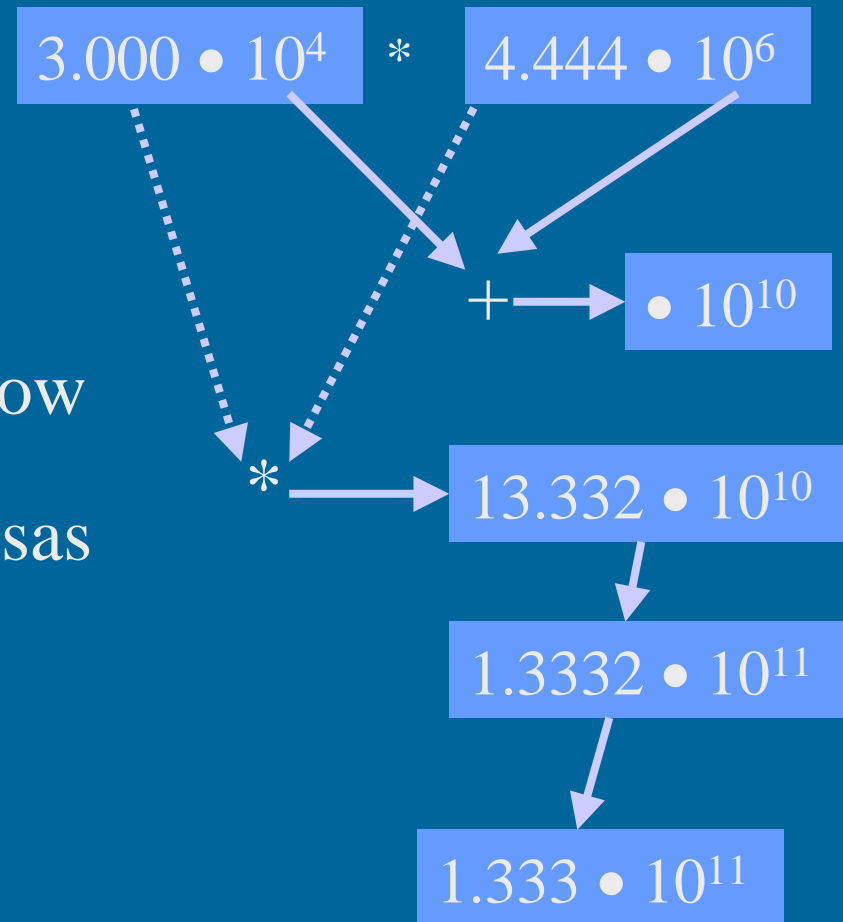 3.000 • 10⁴ * 4.444 • 10⁶
+ • 10¹⁰
ow
* 13.332 • 10¹⁰
sas
1.3332 • 10¹¹
1.333 • 10¹¹